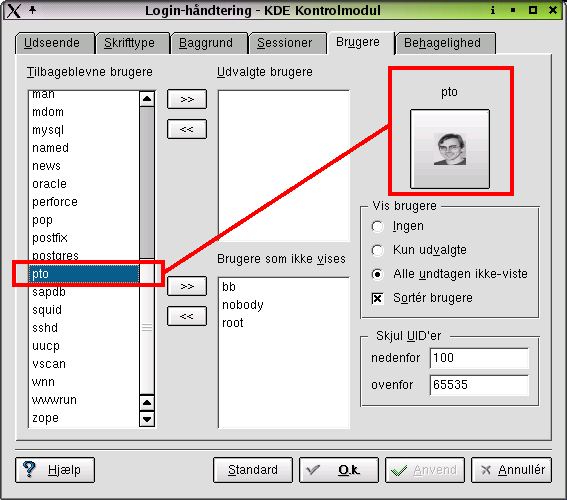 Login-håndtering - KDE Kontrolmodul
Udseende Skrifttype Baggrund Sessioner Brugere Behagelighed
Tilbageblevne brugere
man
mdom
mysql
named
news
oracle
perforce
pop
postfix
postgres
pto
sapdb
squid
sshd
uucp
vscan
wnn
wwwrun
zope
>>
<<
>>
<<
Udvalgte brugere
Brugere som ikke vises
bb
nobody
root
pto
Vis brugere
Ingen
Kun udvalgte
Alle undtagen ikke-viste
Sortér brugere
Skjul UID'er
nedenfor 100
ovenfor 65535
? Hjælp Standard O.k. Anvend Annullér